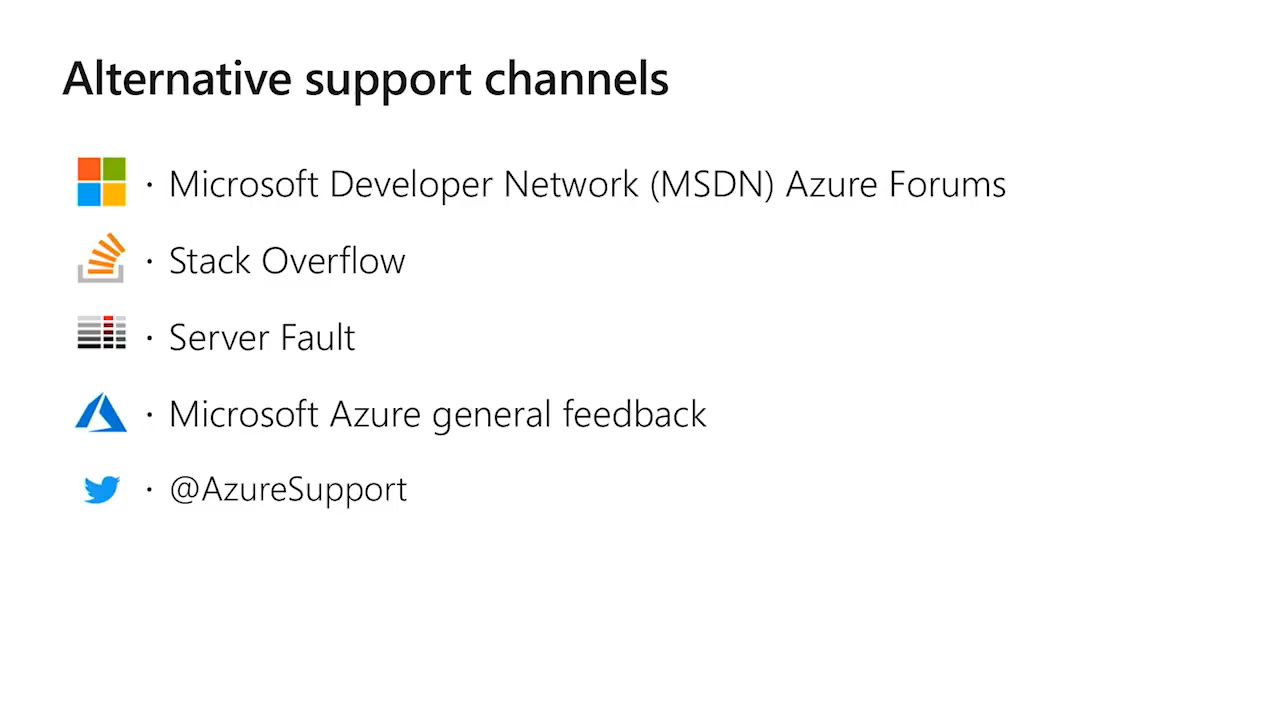 Alternative support channels
· Microsoft Developer Network (MSDN) Azure Forums
· Stack Overflow
· Server Fault
· Microsoft Azure general feedback
· @AzureSupport